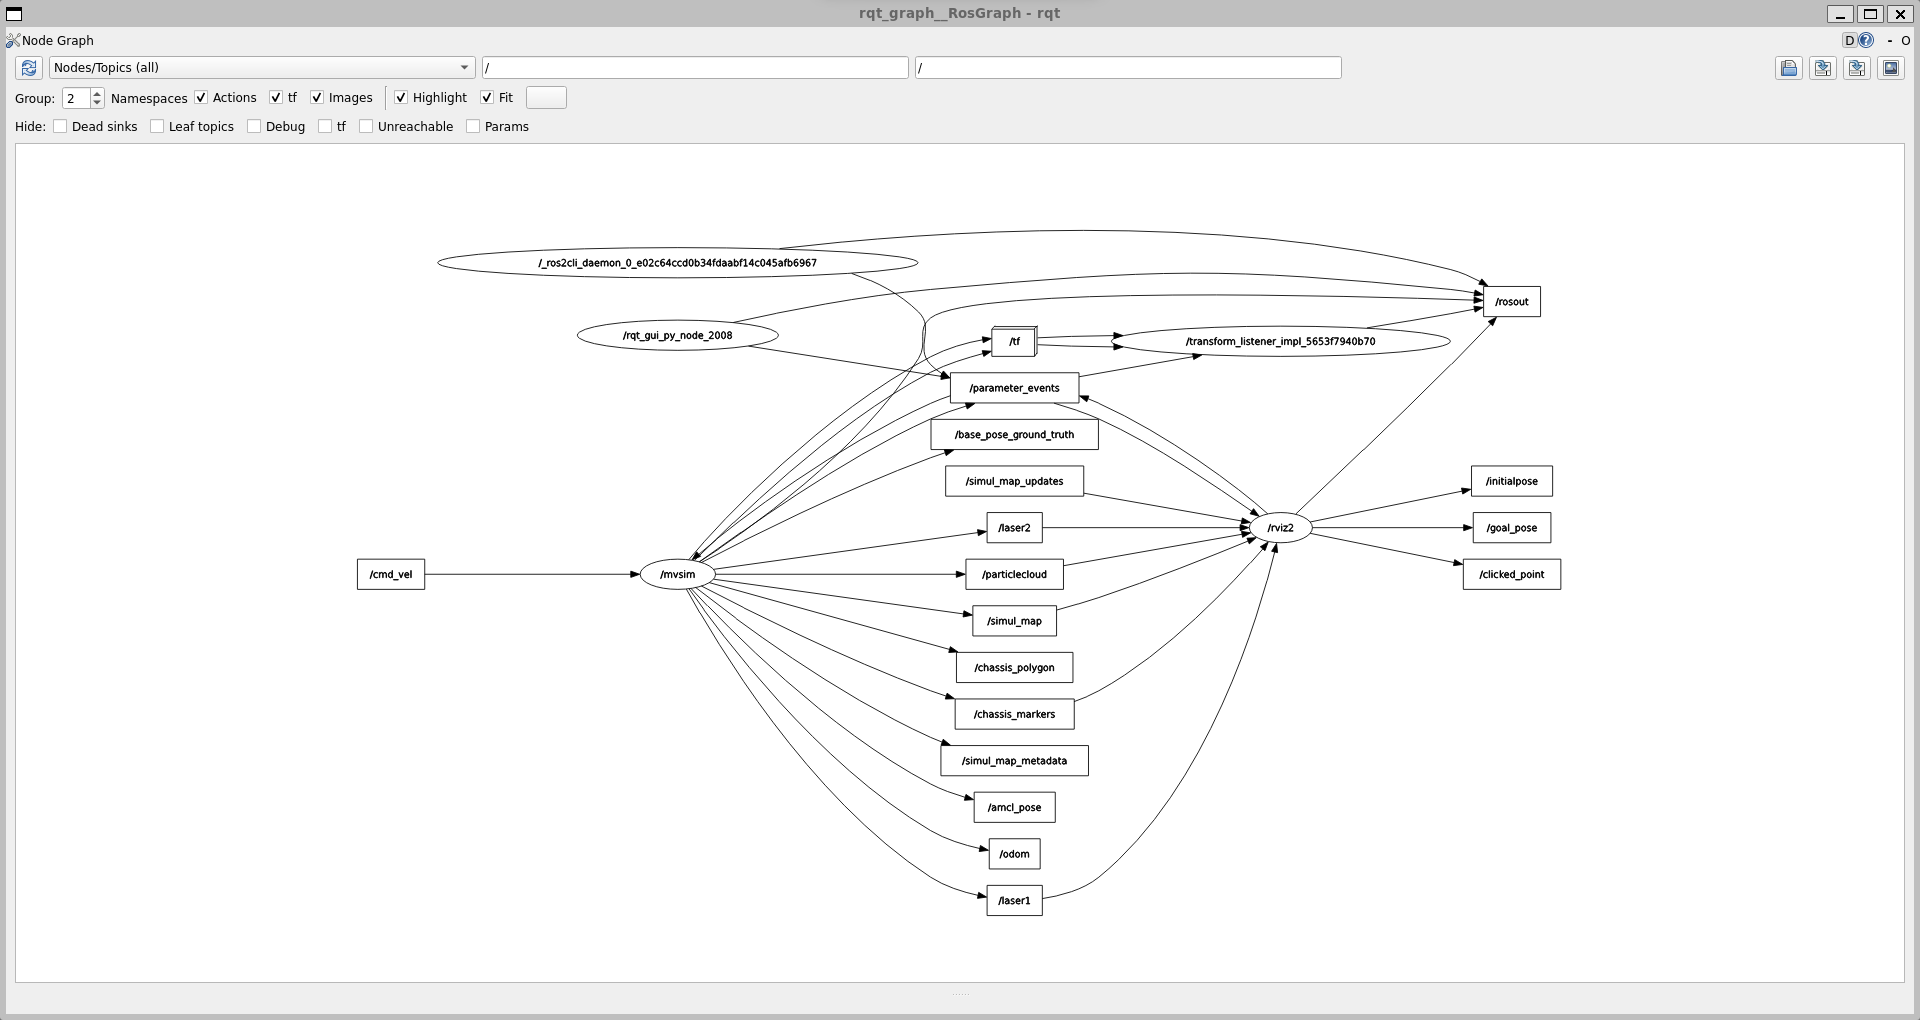 rqt_graph__RosGraph - rqt
Node Graph
D
- O
Nodes/Topics (all)
/
/
Group: 2 Namespaces Actions tf Images Highlight Fit
Hide: Dead sinks Leaf topics Debug tf Unreachable Params
/_ros2cli_daemon_0_e02c64ccd0b34fdaabf14c045afb6967
/rosout
/rqt_gui_py_node_2008
/tf
/transform_listener_impl_5653f7940b70
/parameter_events
/base_pose_ground_truth
/simul_map_updates
/initialpose
/laser2
/rviz2
/goal_pose
/cmd_vel
/mvsim
/particlecloud
/clicked_point
/simul_map
/chassis_polygon
/chassis_markers
/simul_map_metadata
/amcl_pose
/odom
/laser1